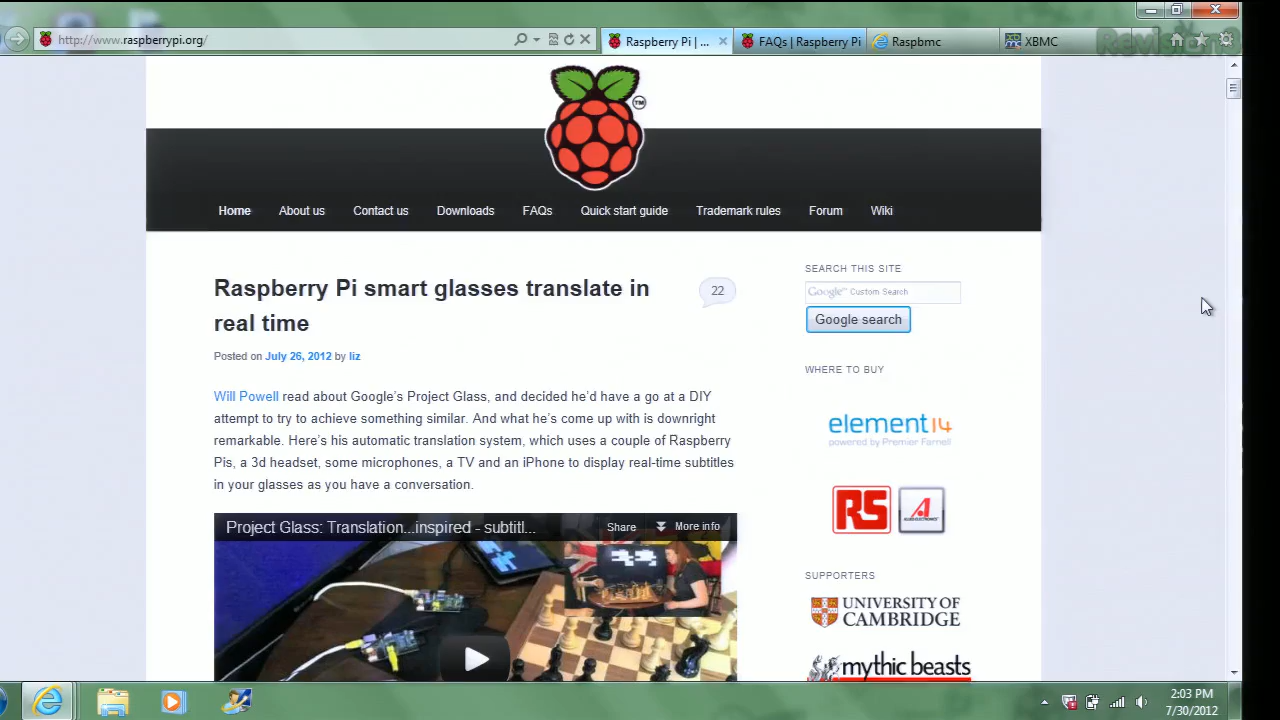 http://www.raspberrypi.org/
Raspberry Pi | ...
FAQs | Raspberry Pi
Raspbmc
XBMC
Revision3
TM
Home
About us
Contact us
Downloads
FAQs
Quick start guide
Trademark rules
Forum
Wiki
Raspberry Pi smart glasses translate in
real time
22
Posted on July 26, 2012 by liz
Will Powell read about Google's Project Glass, and decided he'd have a go at a DIY
attempt to try to achieve something similar. And what he's come up with is downright
remarkable. Here's his automatic translation system, which uses a couple of Raspberry
Pis, a 3d headset, some microphones, a TV and an iPhone to display real-time subtitles
in your glasses as you have a conversation.
Project Glass: Translation...inspired - subtitl...
Share
More info
SEARCH THIS SITE
Google™ Custom Search
Google search
WHERE TO BUY
element14
powered by Premier Farnell
RS
ALLIED ELECTRONICS
SUPPORTERS
UNIVERSITY OF
CAMBRIDGE
mythic beasts
2:03 PM
7/30/2012